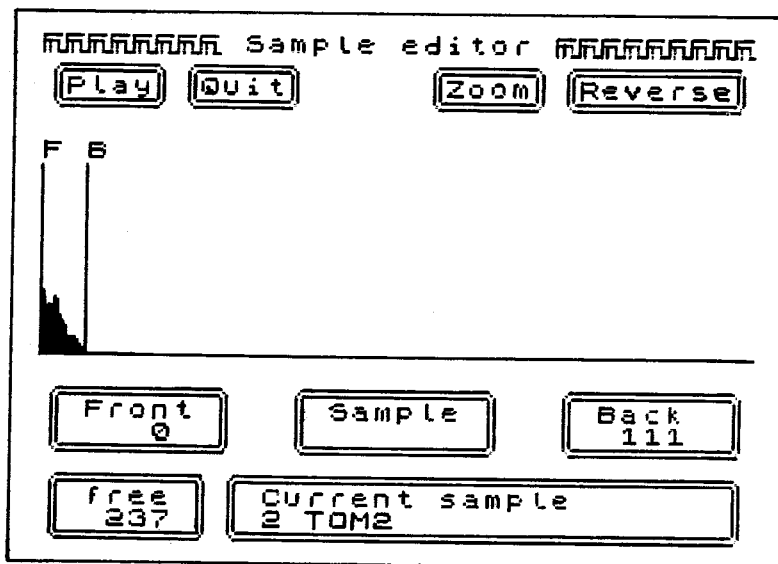 Sample editor
Play Quit Zoom Reverse
F B
Front
0
Sample
Back
111
free
237
Current sample
2 TOM2